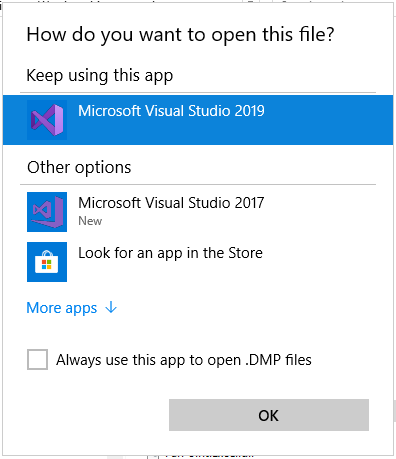 How do you want to open this file?
Keep using this app
Microsoft Visual Studio 2019
Other options
Microsoft Visual Studio 2017
New
Look for an app in the Store
More apps
Always use this app to open .DMP files
OK